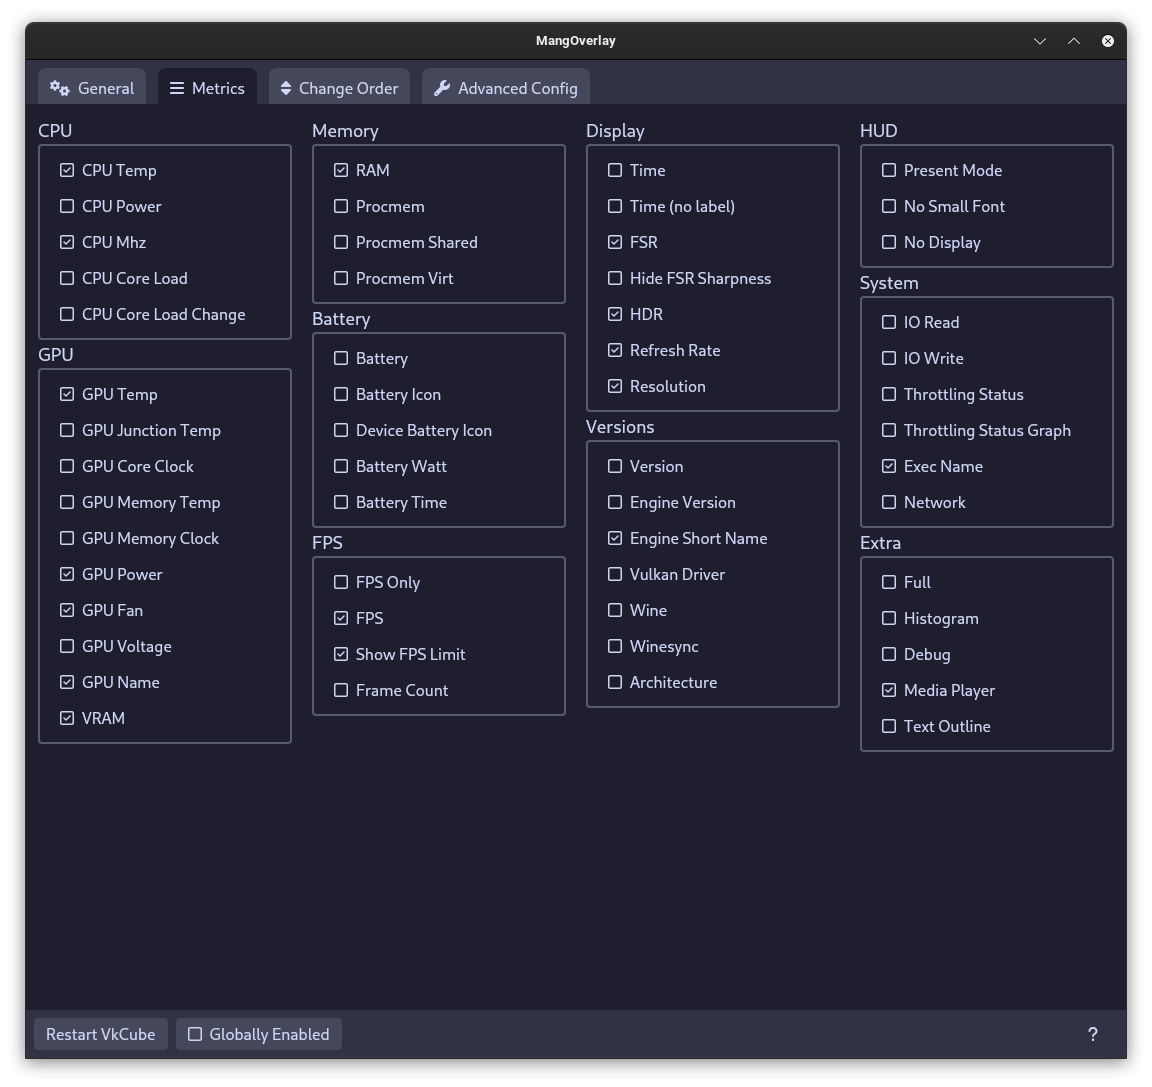 MangOverlay
General
Metrics
Change Order
Advanced Config
CPU
CPU Temp
CPU Power
CPU Mhz
CPU Core Load
CPU Core Load Change
GPU
GPU Temp
GPU Junction Temp
GPU Core Clock
GPU Memory Temp
GPU Memory Clock
GPU Power
GPU Fan
GPU Voltage
GPU Name
VRAM
Memory
RAM
Procmem
Procmem Shared
Procmem Virt
Battery
Battery
Battery Icon
Device Battery Icon
Battery Watt
Battery Time
FPS
FPS Only
FPS
Show FPS Limit
Frame Count
Display
Time
Time (no label)
FSR
Hide FSR Sharpness
HDR
Refresh Rate
Resolution
Versions
Version
Engine Version
Engine Short Name
Vulkan Driver
Wine
Winesync
Architecture
HUD
Present Mode
No Small Font
No Display
System
IO Read
IO Write
Throttling Status
Throttling Status Graph
Exec Name
Network
Extra
Full
Histogram
Debug
Media Player
Text Outline
Restart VkCube
Globally Enabled
?